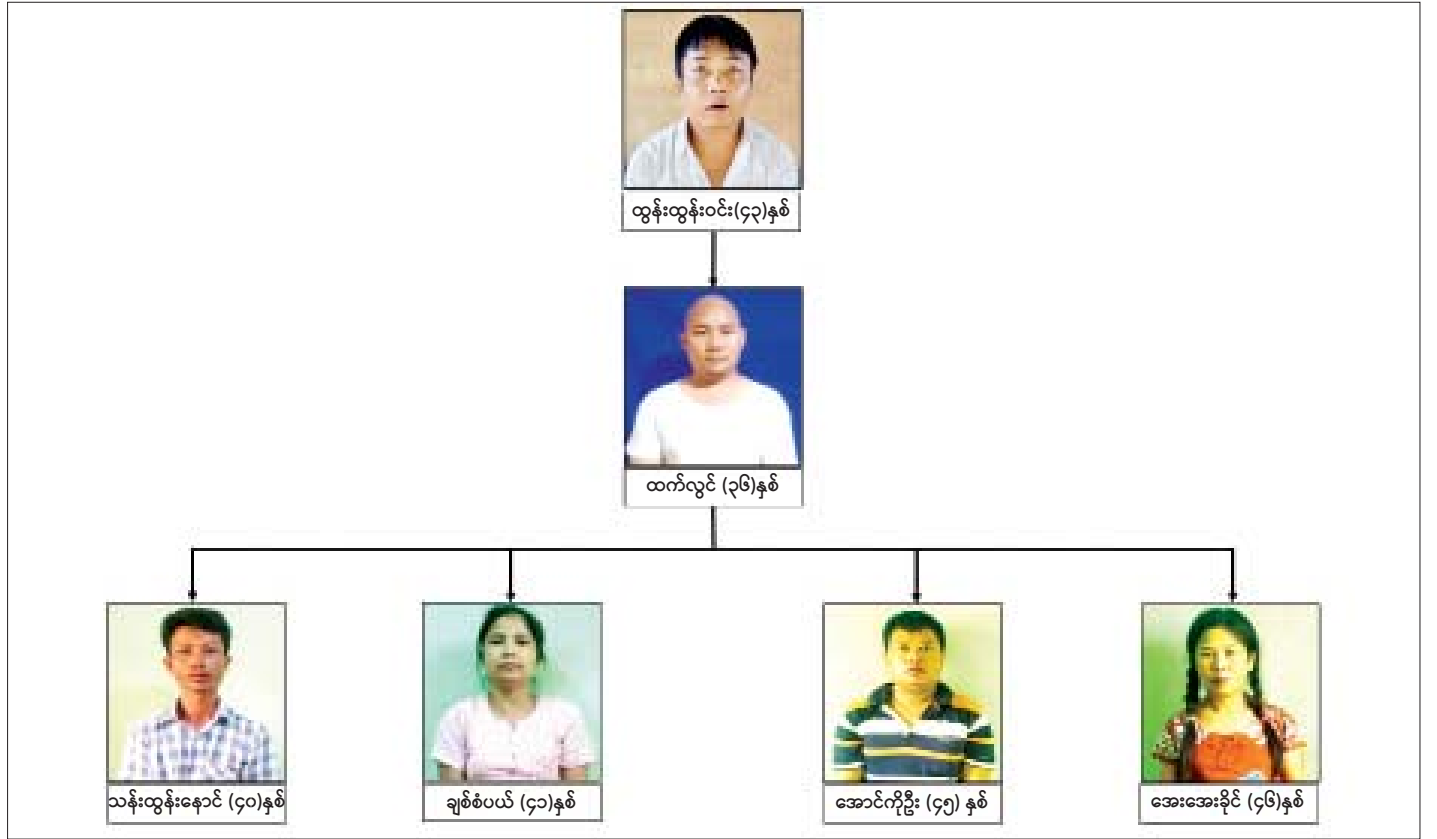 ထွန်းထွန်းဝင်း(၄၃)နှစ်
ထက်လွင် (၃၆)နှစ်
သန်းထွန်းနောင် (၄၀)နှစ်
ချစ်စံပယ် (၄၁)နှစ်
အောင်ကိုဦး (၄၅) နှစ်
အေးအေးခိုင် (၄၆)နှစ်